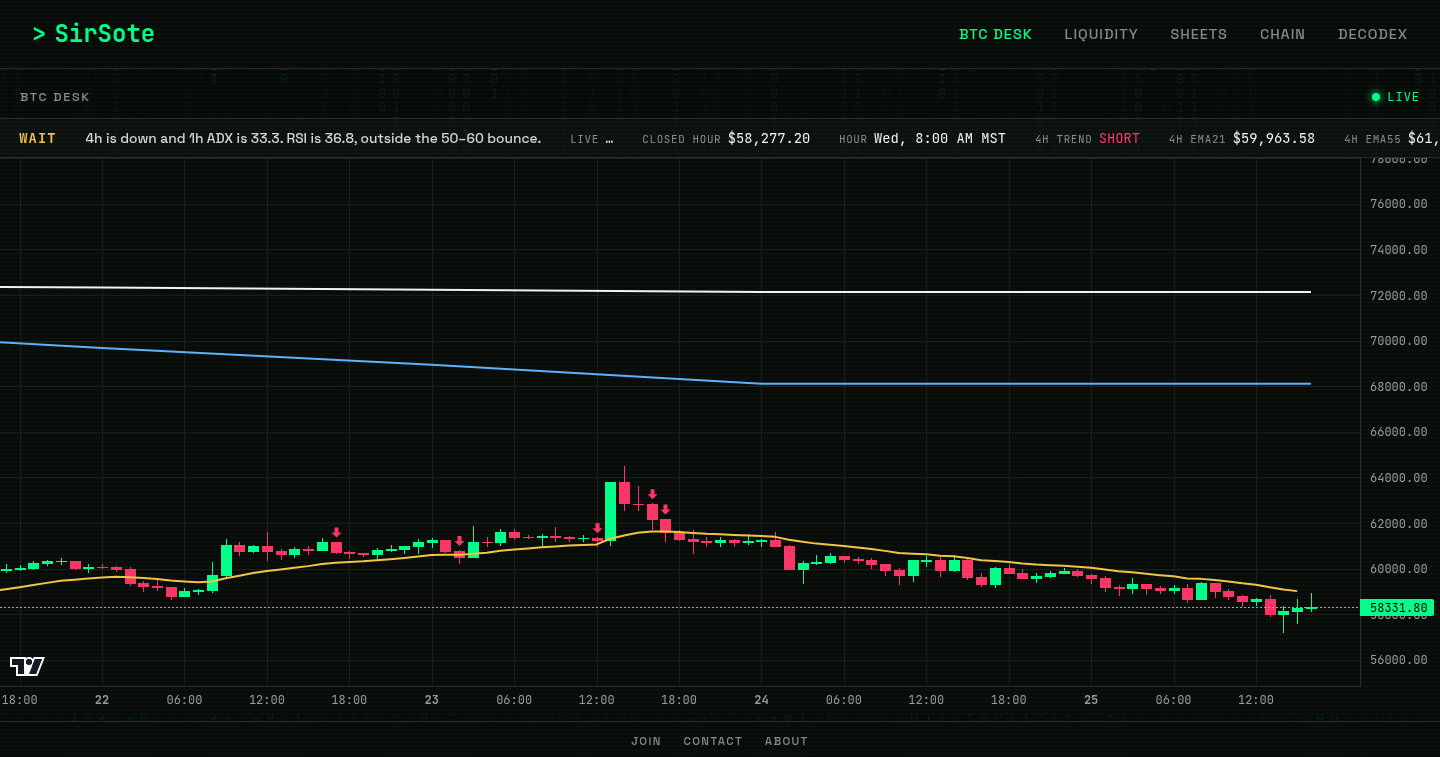 > SirSote
BTC DESK LIQUIDITY SHEETS CHAIN DECODEX
BTC DESK
LIVE
WAIT 4h is down and 1h ADX is 33.3. RSI is 36.8, outside the 50–60 bounce. LIVE … CLOSED HOUR $58,277.20 HOUR Wed, 8:00 AM MST 4H TREND SHORT 4H EMA21 $59,963.58 4H EMA55 $61,
78000.00
76000.00
74000.00
72000.00
70000.00
68000.00
66000.00
64000.00
62000.00
60000.00
58331.80
58000.00
56000.00
18:00 22 06:00 12:00 18:00 23 06:00 12:00 18:00 24 06:00 12:00 18:00 25 06:00 12:00
JOIN CONTACT ABOUT